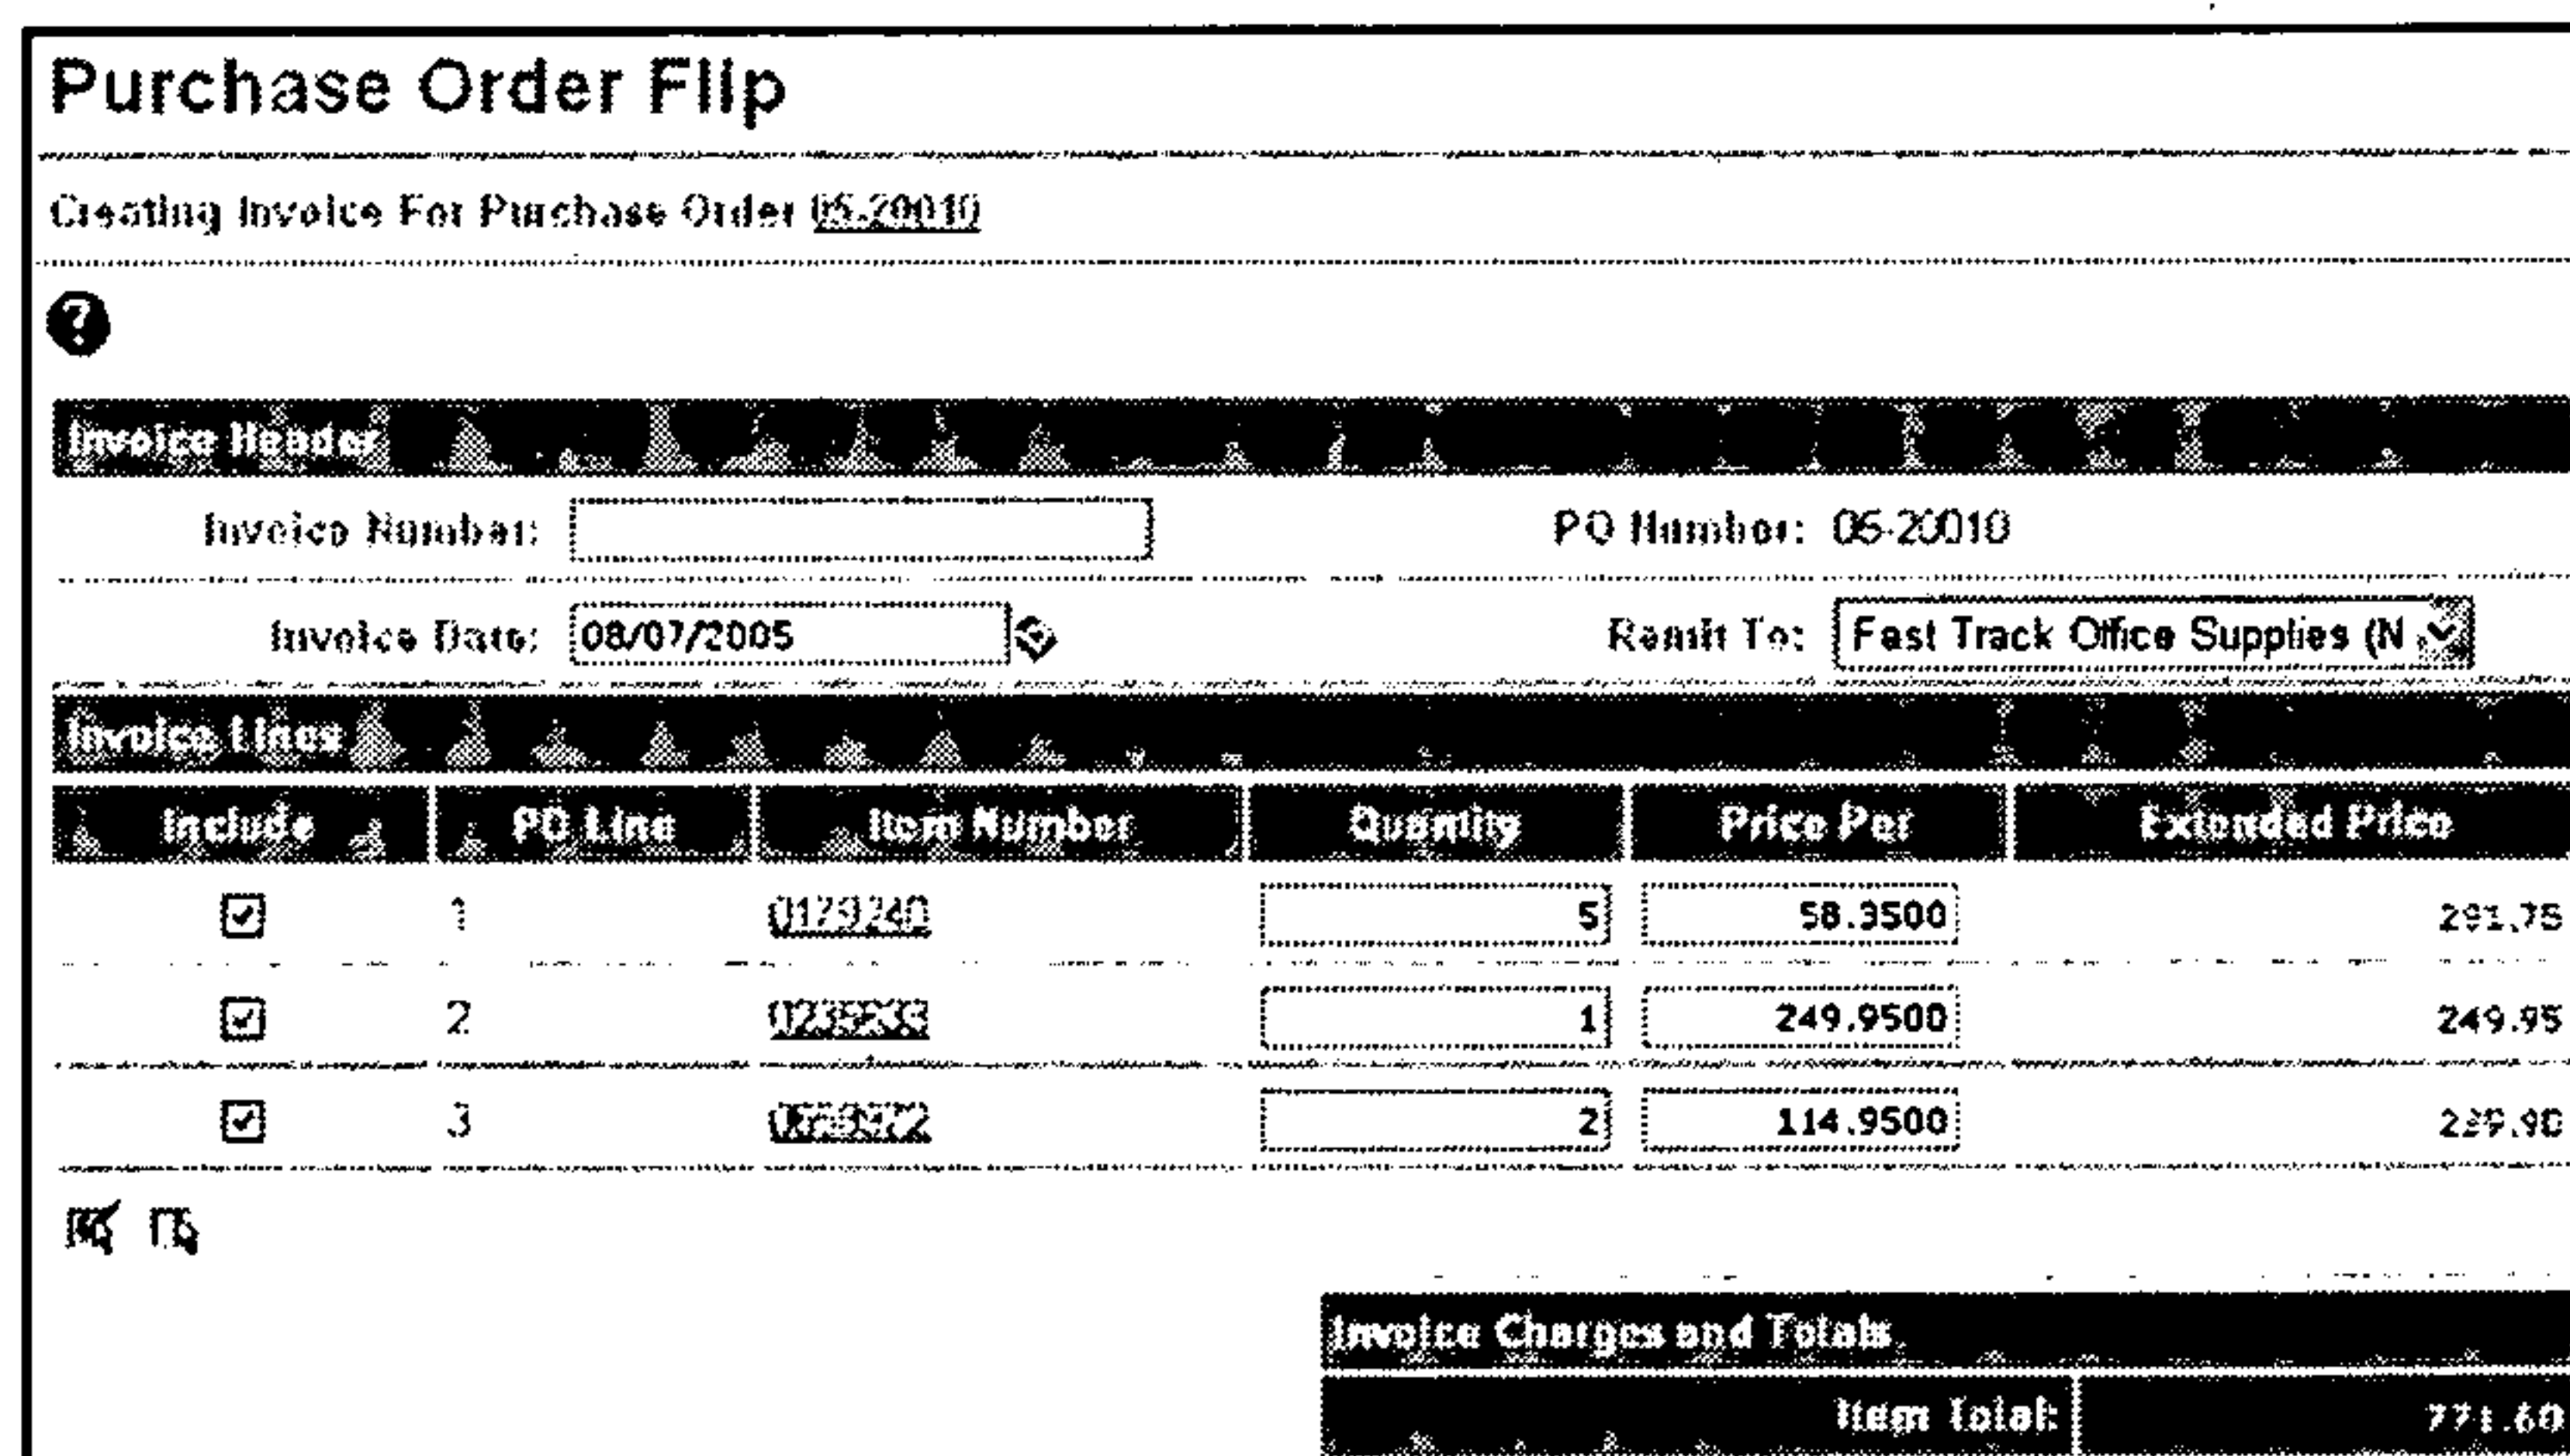 Purchase Order Flip
Creating Invoice For Purchase Order 05-20010
?
Invoice Header
Invoice Number: PO Number: 05-20010
Invoice Date: 08/07/2005 Remit To: Fast Track Office Supplies (N
Invoice Lines
Include PO Line Item Number Quantity Price Per Extended Price
1 0129240 5 58.3500 291.75
2 1 249.9500 249.95
3 2 114.9500 229.90
Invoice Charges and Totals
Item Total: 771.60